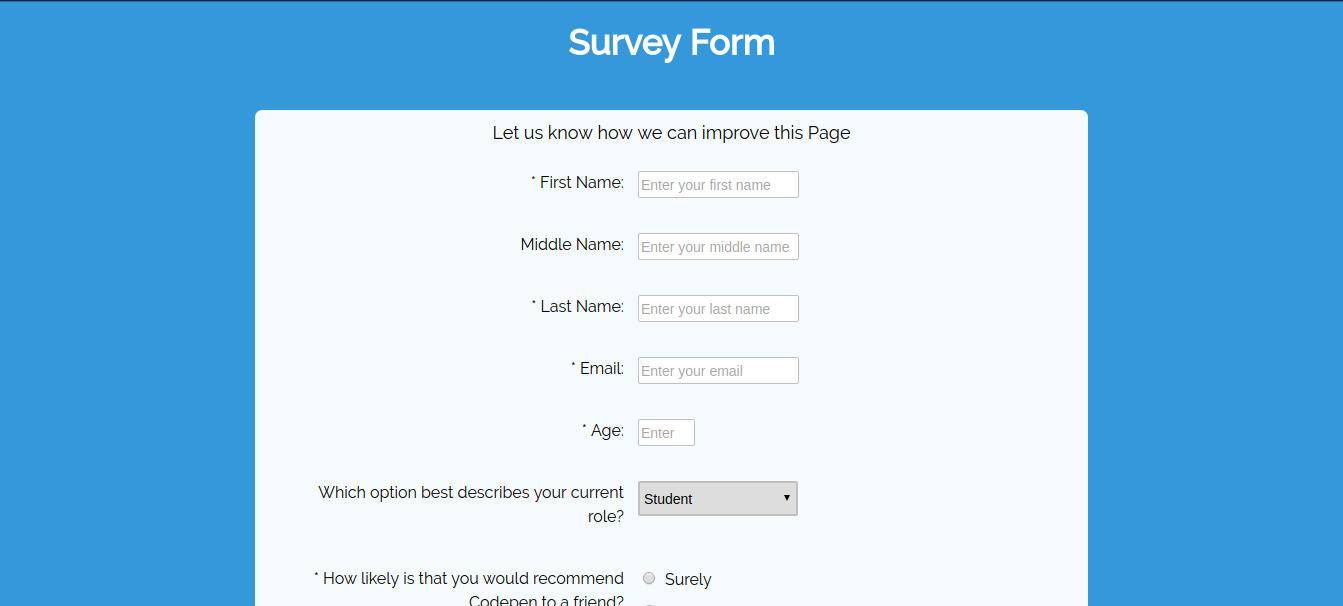 Survey Form
Let us know how we can improve this Page
* First Name: Enter your first name
Middle Name: Enter your middle name
* Last Name: Enter your last name
* Email: Enter your email
* Age: Enter
Which option best describes your current
role?
Student
* How likely is that you would recommend
Codepen to a friend?
Surely